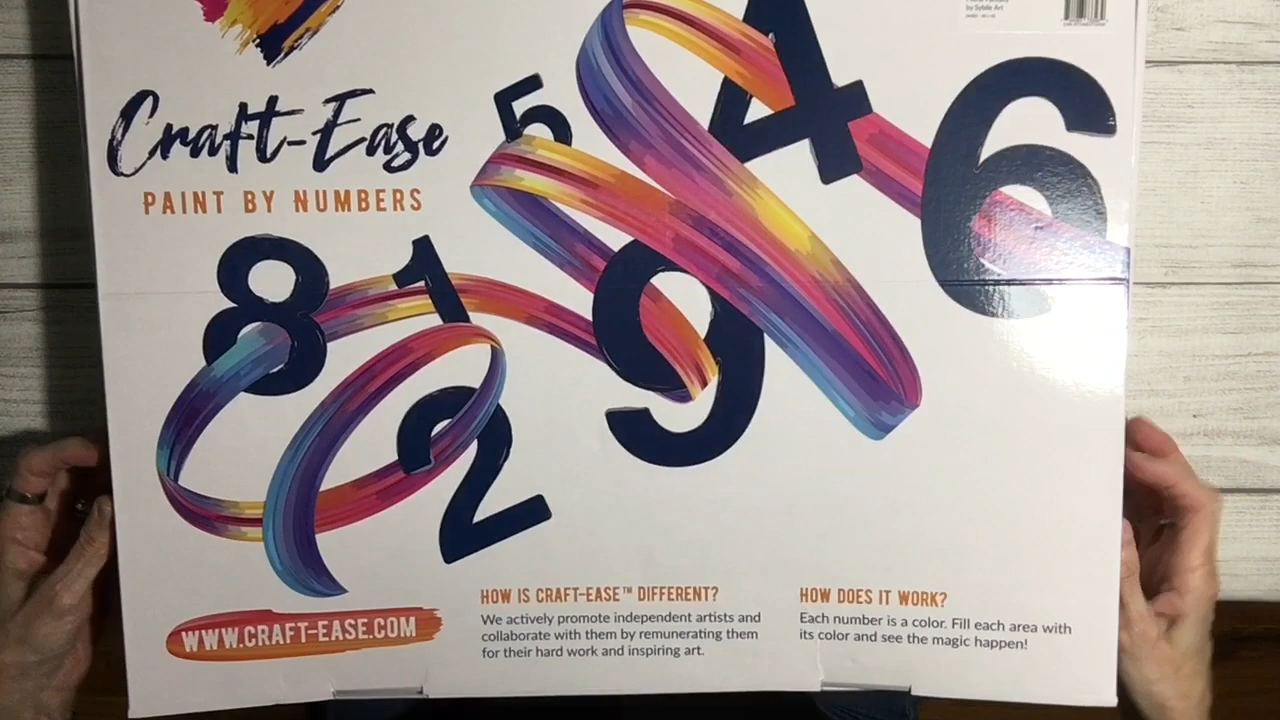 by Sybile Art
Craft-Ease
PAINT BY NUMBERS
5
4
6
8
1
9
2
WWW.CRAFT-EASE.COM
HOW IS CRAFT-EASE™ DIFFERENT?
We actively promote independent artists and
collaborate with them by remunerating them
for their hard work and inspiring art.
HOW DOES IT WORK?
Each number is a color. Fill each area with
its color and see the magic happen!